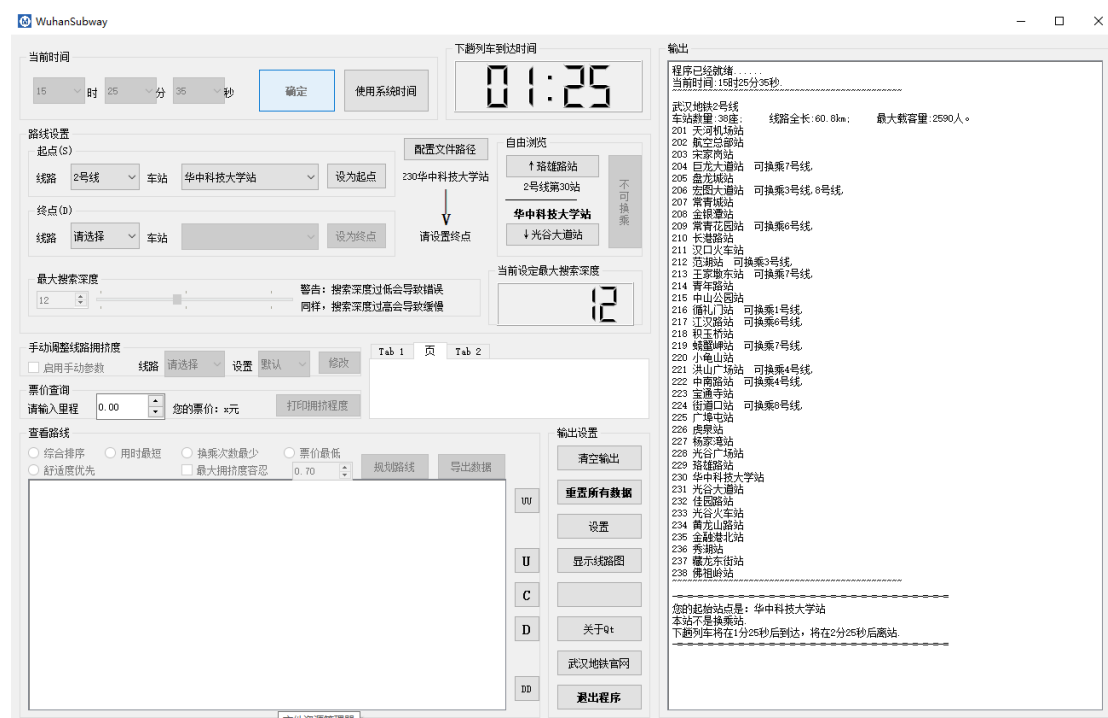 WuhanSubway
当前时间
15 时 25 分 35 秒 确定 使用系统时间
下趟列车到达时间
01:25
路线设置
起点(S)
线路 2号线 车站 华中科技大学站 设为起点
终点(D)
线路 请选择 车站 设为终点
配置文件路径
230华中科技大学站
V
请设置终点
自由浏览
↑珞雄路站
2号线第30站
华中科技大学站
↓光谷大道站
不可换乘
最大搜索深度
12
警告: 搜索深度过低会导致错误
同样, 搜索深度过高会导致缓慢
当前设定最大搜索深度
12
手动调整线路拥挤度
启用手动参数 线路 请选择 设置 默认 修改
票价查询
请输入里程 0.00 您的票价: x元 打印拥挤程度
Tab 1 页 Tab 2
查看路线
综合排序 用时最短 换乘次数最少 票价最低
舒适度优先 最大拥挤度容忍 0.70 规划路线 导出数据
UU
U
C
D
DD
输出设置
清空输出
重置所有数据
设置
显示线路图
关于Qt
武汉地铁官网
退出程序
输出
程序已经就绪......
当前时间:15时25分35秒.
~~~~~~~~~~~~~~~~~~~~~~~~~~~~~~~~~~~~~~~~~~~~~~
武汉地铁2号线
车站数量:38座; 线路全长:60.8km; 最大载客量:2590人。
201 天河机场站
202 航空总部站
203 宋家岗站
204 巨龙大道站 可换乘7号线,
205 盘龙城站
206 宏图大道站 可换乘3号线,8号线,
207 常青城站
208 金银潭站
209 常青花园站 可换乘6号线,
210 长港路站
211 汉口火车站
212 范湖站 可换乘3号线,
213 王家墩东站 可换乘7号线,
214 青年路站
215 中山公园站
216 循礼门站 可换乘1号线,
217 江汉路站 可换乘6号线,
218 积玉桥站
219 螃蟹岬站 可换乘7号线,
220 小龟山站
221 洪山广场站 可换乘4号线,
222 中南路站 可换乘4号线,
223 宝通寺站
224 街道口站 可换乘8号线,
225 广埠屯站
226 虎泉站
227 杨家湾站
228 光谷广场站
229 珞雄路站
230 华中科技大学站
231 光谷大道站
232 佳园路站
233 光谷火车站
234 黄龙山路站
235 金融港北站
236 秀湖站
237 藏龙东街站
238 佛祖岭站
~~~~~~~~~~~~~~~~~~~~~~~~~~~~~~~~~~~~~~~~~~~~~~
-=-=-=-=-=-=-=-=-=-=-=-=-=-=-=-=-=-=-=-=-=-=-=
您的起始站点是: 华中科技大学站
本站不是换乘站.
下趟列车将在1分25秒后到达, 将在2分25秒后离站.
-=-=-=-=-=-=-=-=-=-=-=-=-=-=-=-=-=-=-=-=-=-=-=